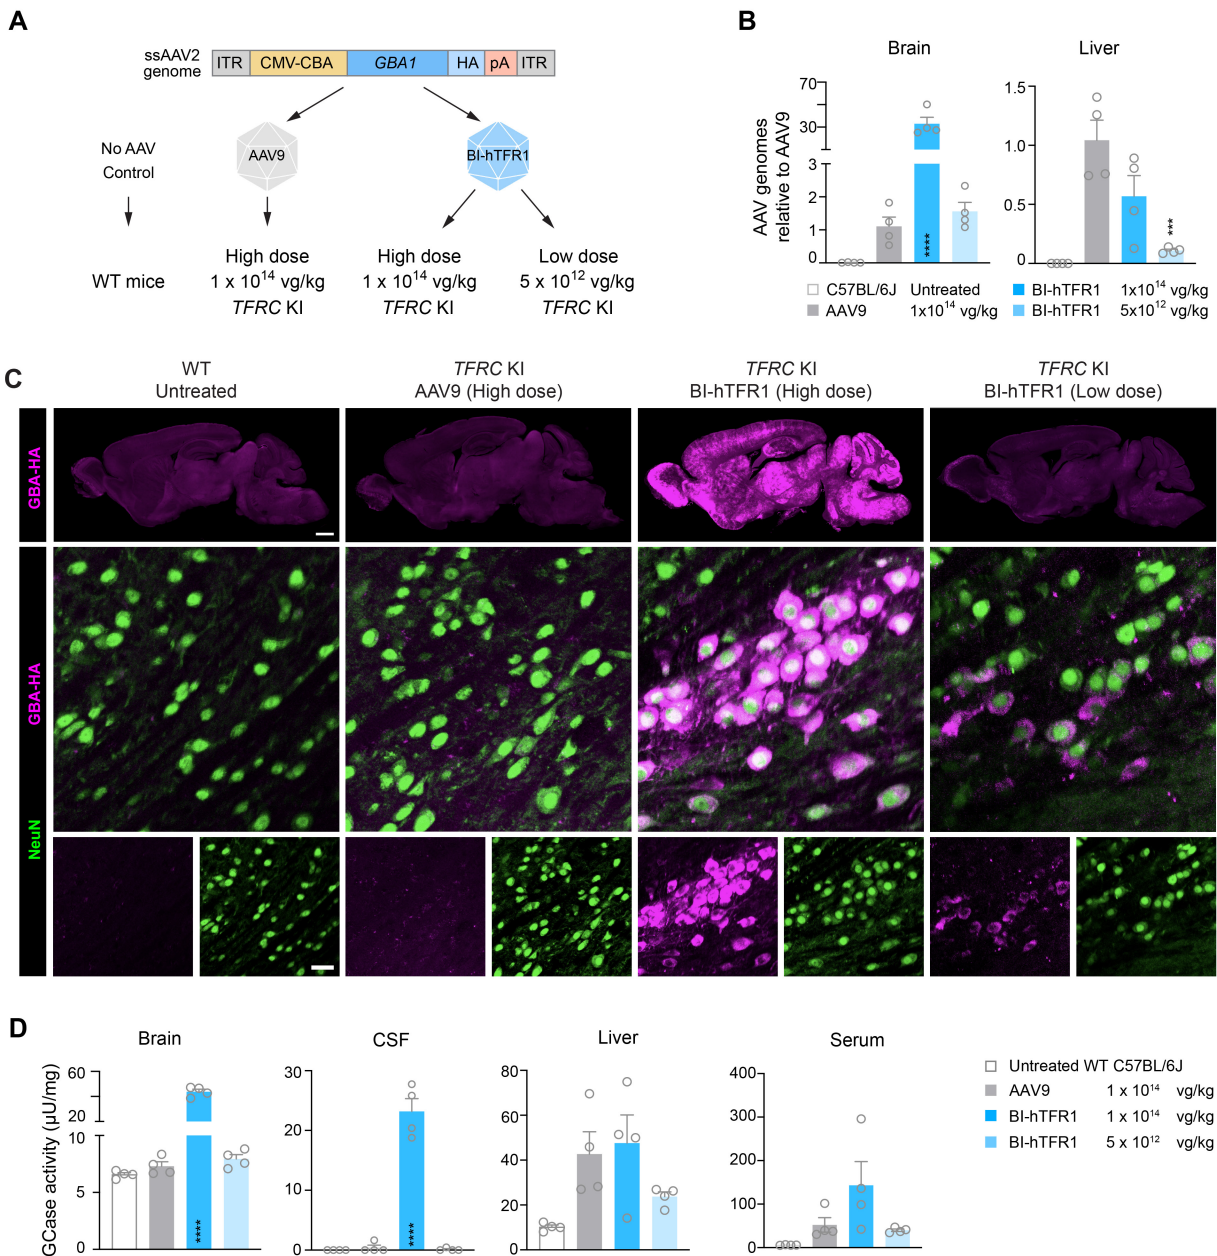 A
ssAAV2
genome
ITR CMV-CBA GBA1 HA pA ITR
No AAV
Control
AAV9
BI-hTFR1
WT mice
High dose
1 x 10¹⁴ vg/kg
TFRC KI
High dose
1 x 10¹⁴ vg/kg
TFRC KI
Low dose
5 x 10¹² vg/kg
TFRC KI
B
Brain
Liver
AAV genomes
relative to AAV9
70
30
3
2
1
0
****
1.5
1.0
0.5
0
***
C57BL/6J Untreated
AAV9 1x10¹⁴ vg/kg
BI-hTFR1 1x10¹⁴ vg/kg
BI-hTFR1 5x10¹² vg/kg
C
WT
Untreated
TFRC KI
AAV9 (High dose)
TFRC KI
BI-hTFR1 (High dose)
TFRC KI
BI-hTFR1 (Low dose)
GBA-HA
GBA-HA
NeuN
D
Brain
CSF
Liver
Serum
GCase activity (µU/mg)
60
20
10
5
0
****
30
20
10
0
****
80
60
40
20
0
400
300
200
100
0
Untreated WT C57BL/6J
AAV9 1 x 10¹⁴ vg/kg
BI-hTFR1 1 x 10¹⁴ vg/kg
BI-hTFR1 5 x 10¹² vg/kg